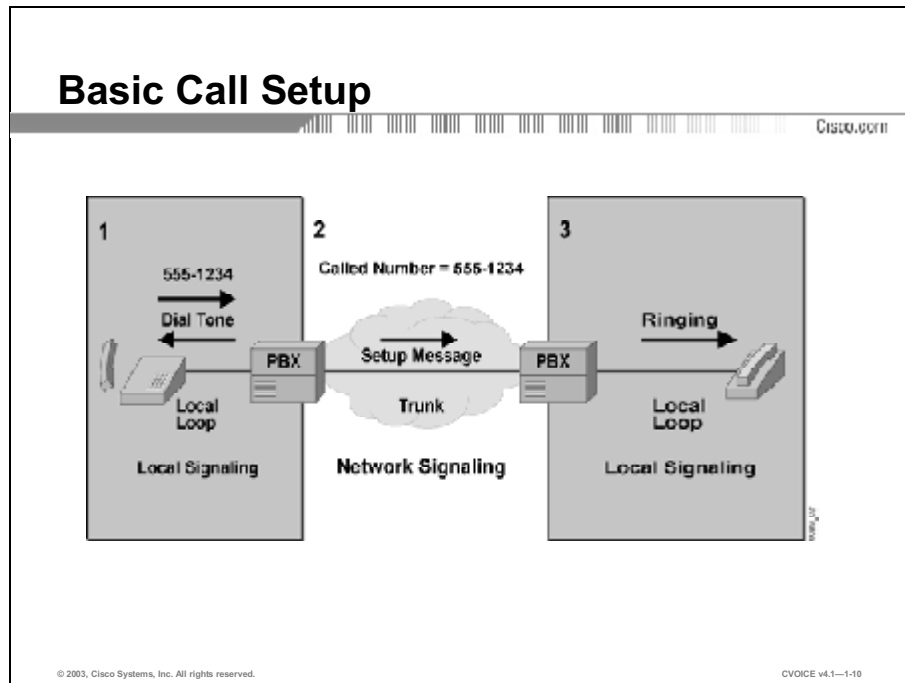 Basic Call Setup
Cisco.com
1
2
3
555-1234
Called Number = 555-1234
Dial Tone
Ringing
PBX
Setup Message
PBX
Local
Loop
Trunk
Local
Loop
Local Signaling
Network Signaling
Local Signaling
© 2003, Cisco Systems, Inc. All rights reserved.
CVOICE v4.1—1-10